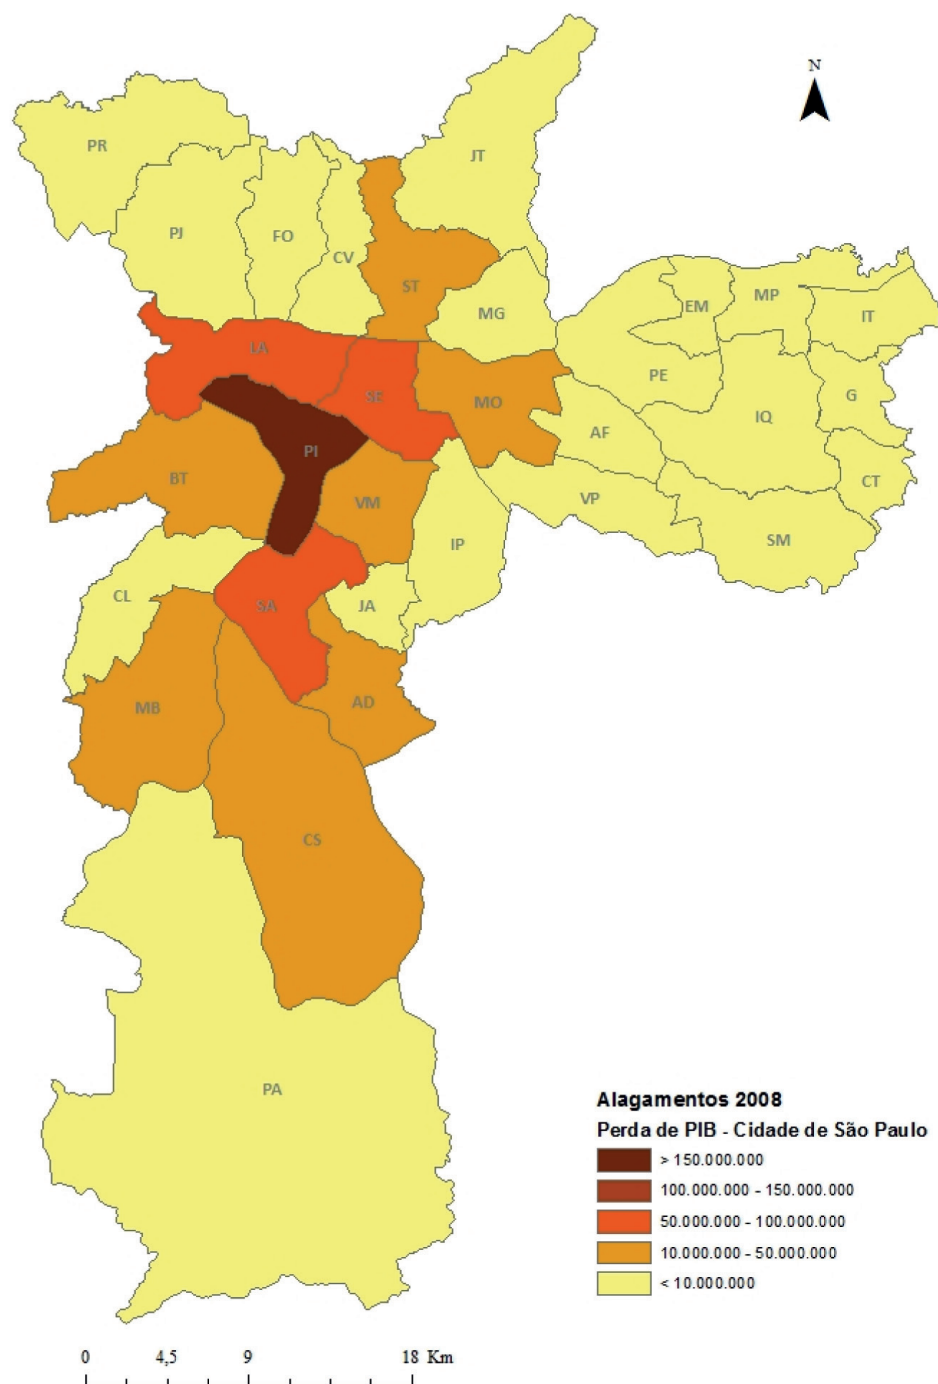 N
JT
PR
PJ
FO
CV
ST
MG
EM
MP
IT
LA
SE
MO
PE
IQ
G
AF
PI
BT
VM
IP
VP
CT
SM
CL
SA
JA
MB
AD
CS
PA
Alagamentos 2008
Perda de PIB - Cidade de São Paulo
> 150.000.000
100.000.000 - 150.000.000
50.000.000 - 100.000.000
10.000.000 - 50.000.000
< 10.000.000
0 4,5 9 18 Km